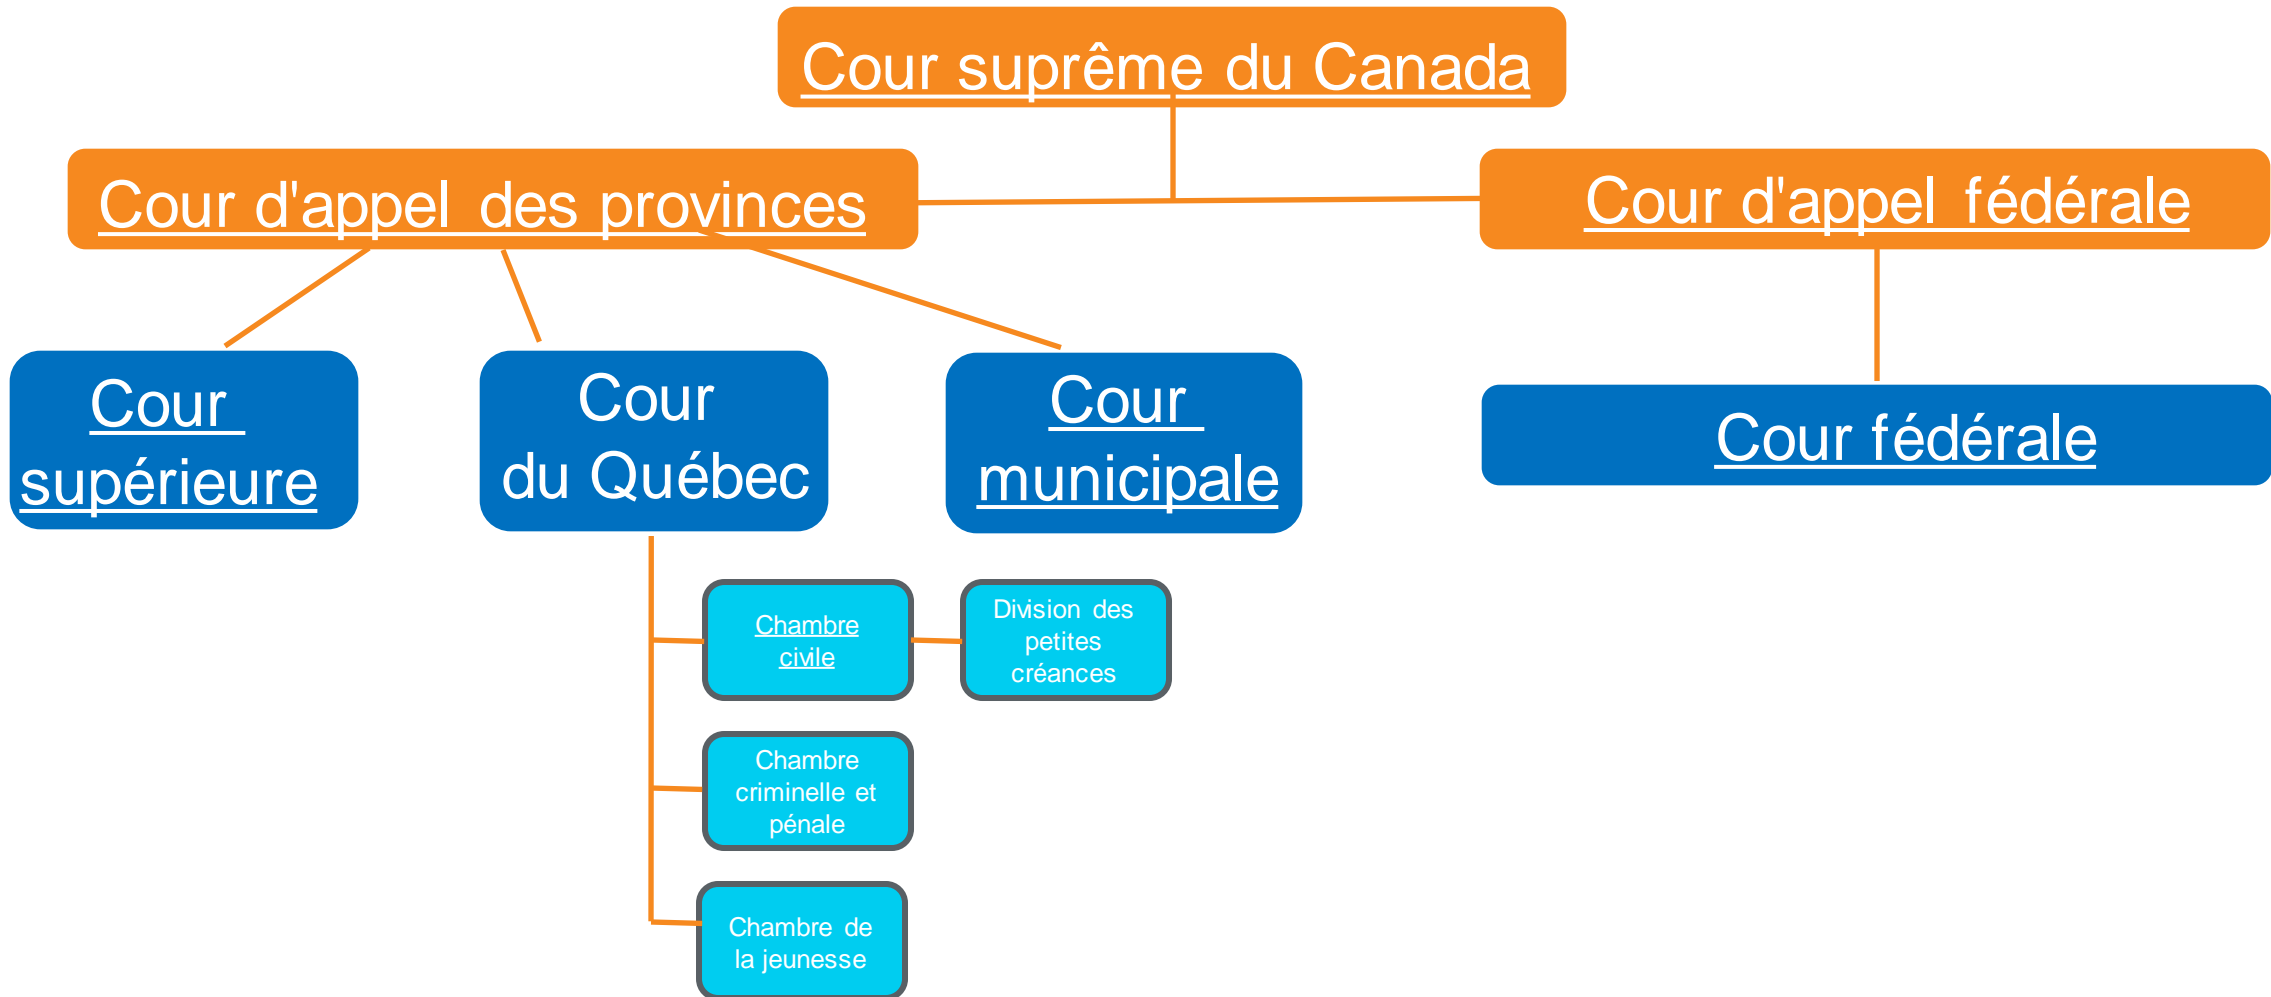 Cour suprême du Canada
Cour d'appel des provinces
Cour d'appel fédérale
Cour
supérieure
Cour
du Québec
Cour
municipale
Cour fédérale
Chambre
civile
Division des
petites
créances
Chambre
criminelle et
pénale
Chambre de
la jeunesse